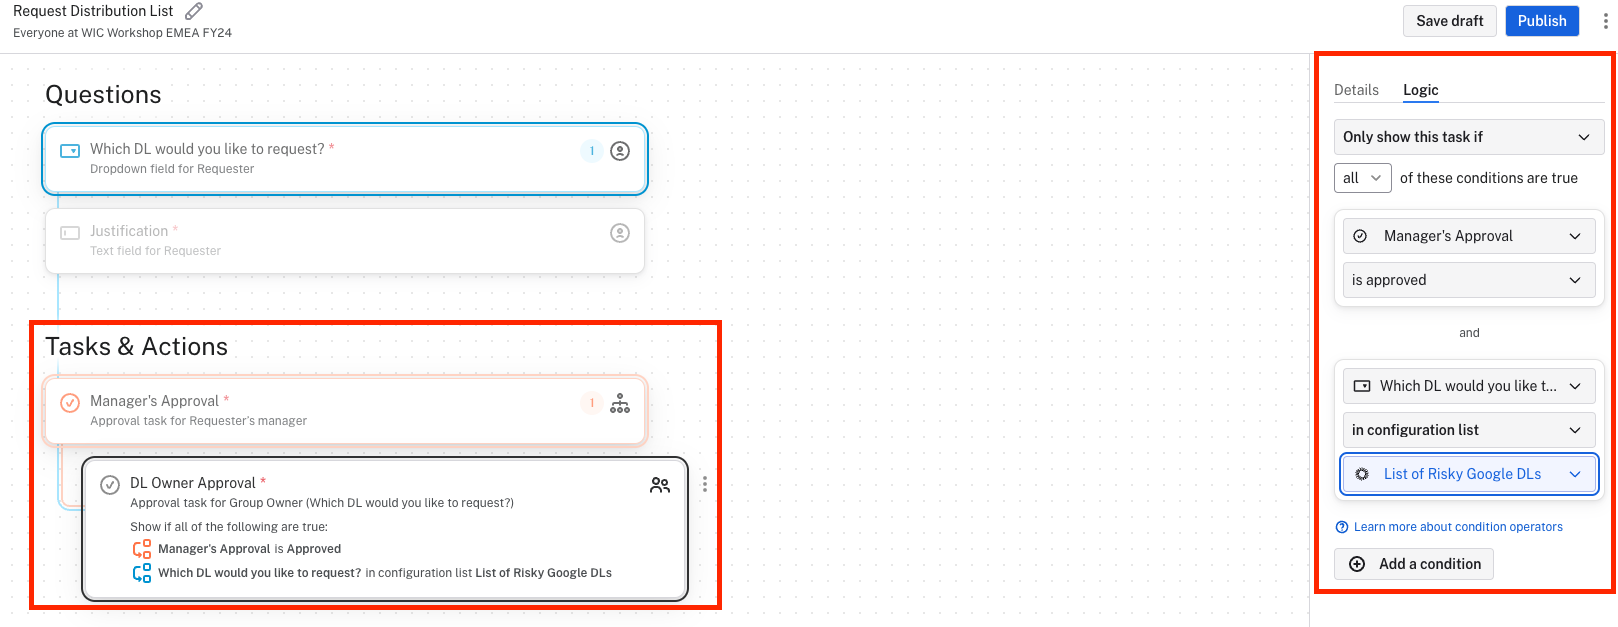 Request Distribution List
Everyone at WIC Workshop EMEA FY24
Save draft
Publish
Questions
Which DL would you like to request? *
Dropdown field for Requester
1
Justification *
Text field for Requester
Tasks & Actions
Manager's Approval *
Approval task for Requester's manager
1
DL Owner Approval *
Approval task for Group Owner (Which DL would you like to request?)
Show if all of the following are true:
Manager's Approval is Approved
Which DL would you like to request? in configuration list List of Risky Google DLs
Details
Logic
Only show this task if
all of these conditions are true
Manager's Approval
is approved
and
Which DL would you like t...
in configuration list
List of Risky Google DLs
Learn more about condition operators
Add a condition